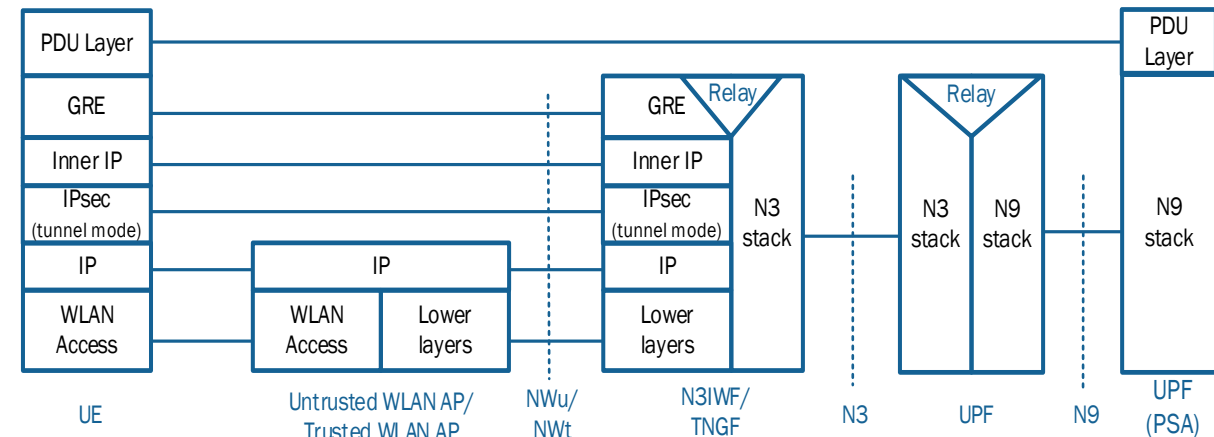 PDU Layer
GRE
Inner IP
IPsec
(tunnel mode)
IP
WLAN
Access
UE
IP
WLAN
Access
Lower
layers
Untrusted WLAN AP/
Trusted WLAN AP
NWu/
NWt
GRE
Relay
Inner IP
IPsec
(tunnel mode)
IP
Lower
layers
N3
stack
N3IWF/
TNGF
N3
Relay
N3
stack
N9
stack
UPF
N9
PDU
Layer
N9
stack
UPF
(PSA)